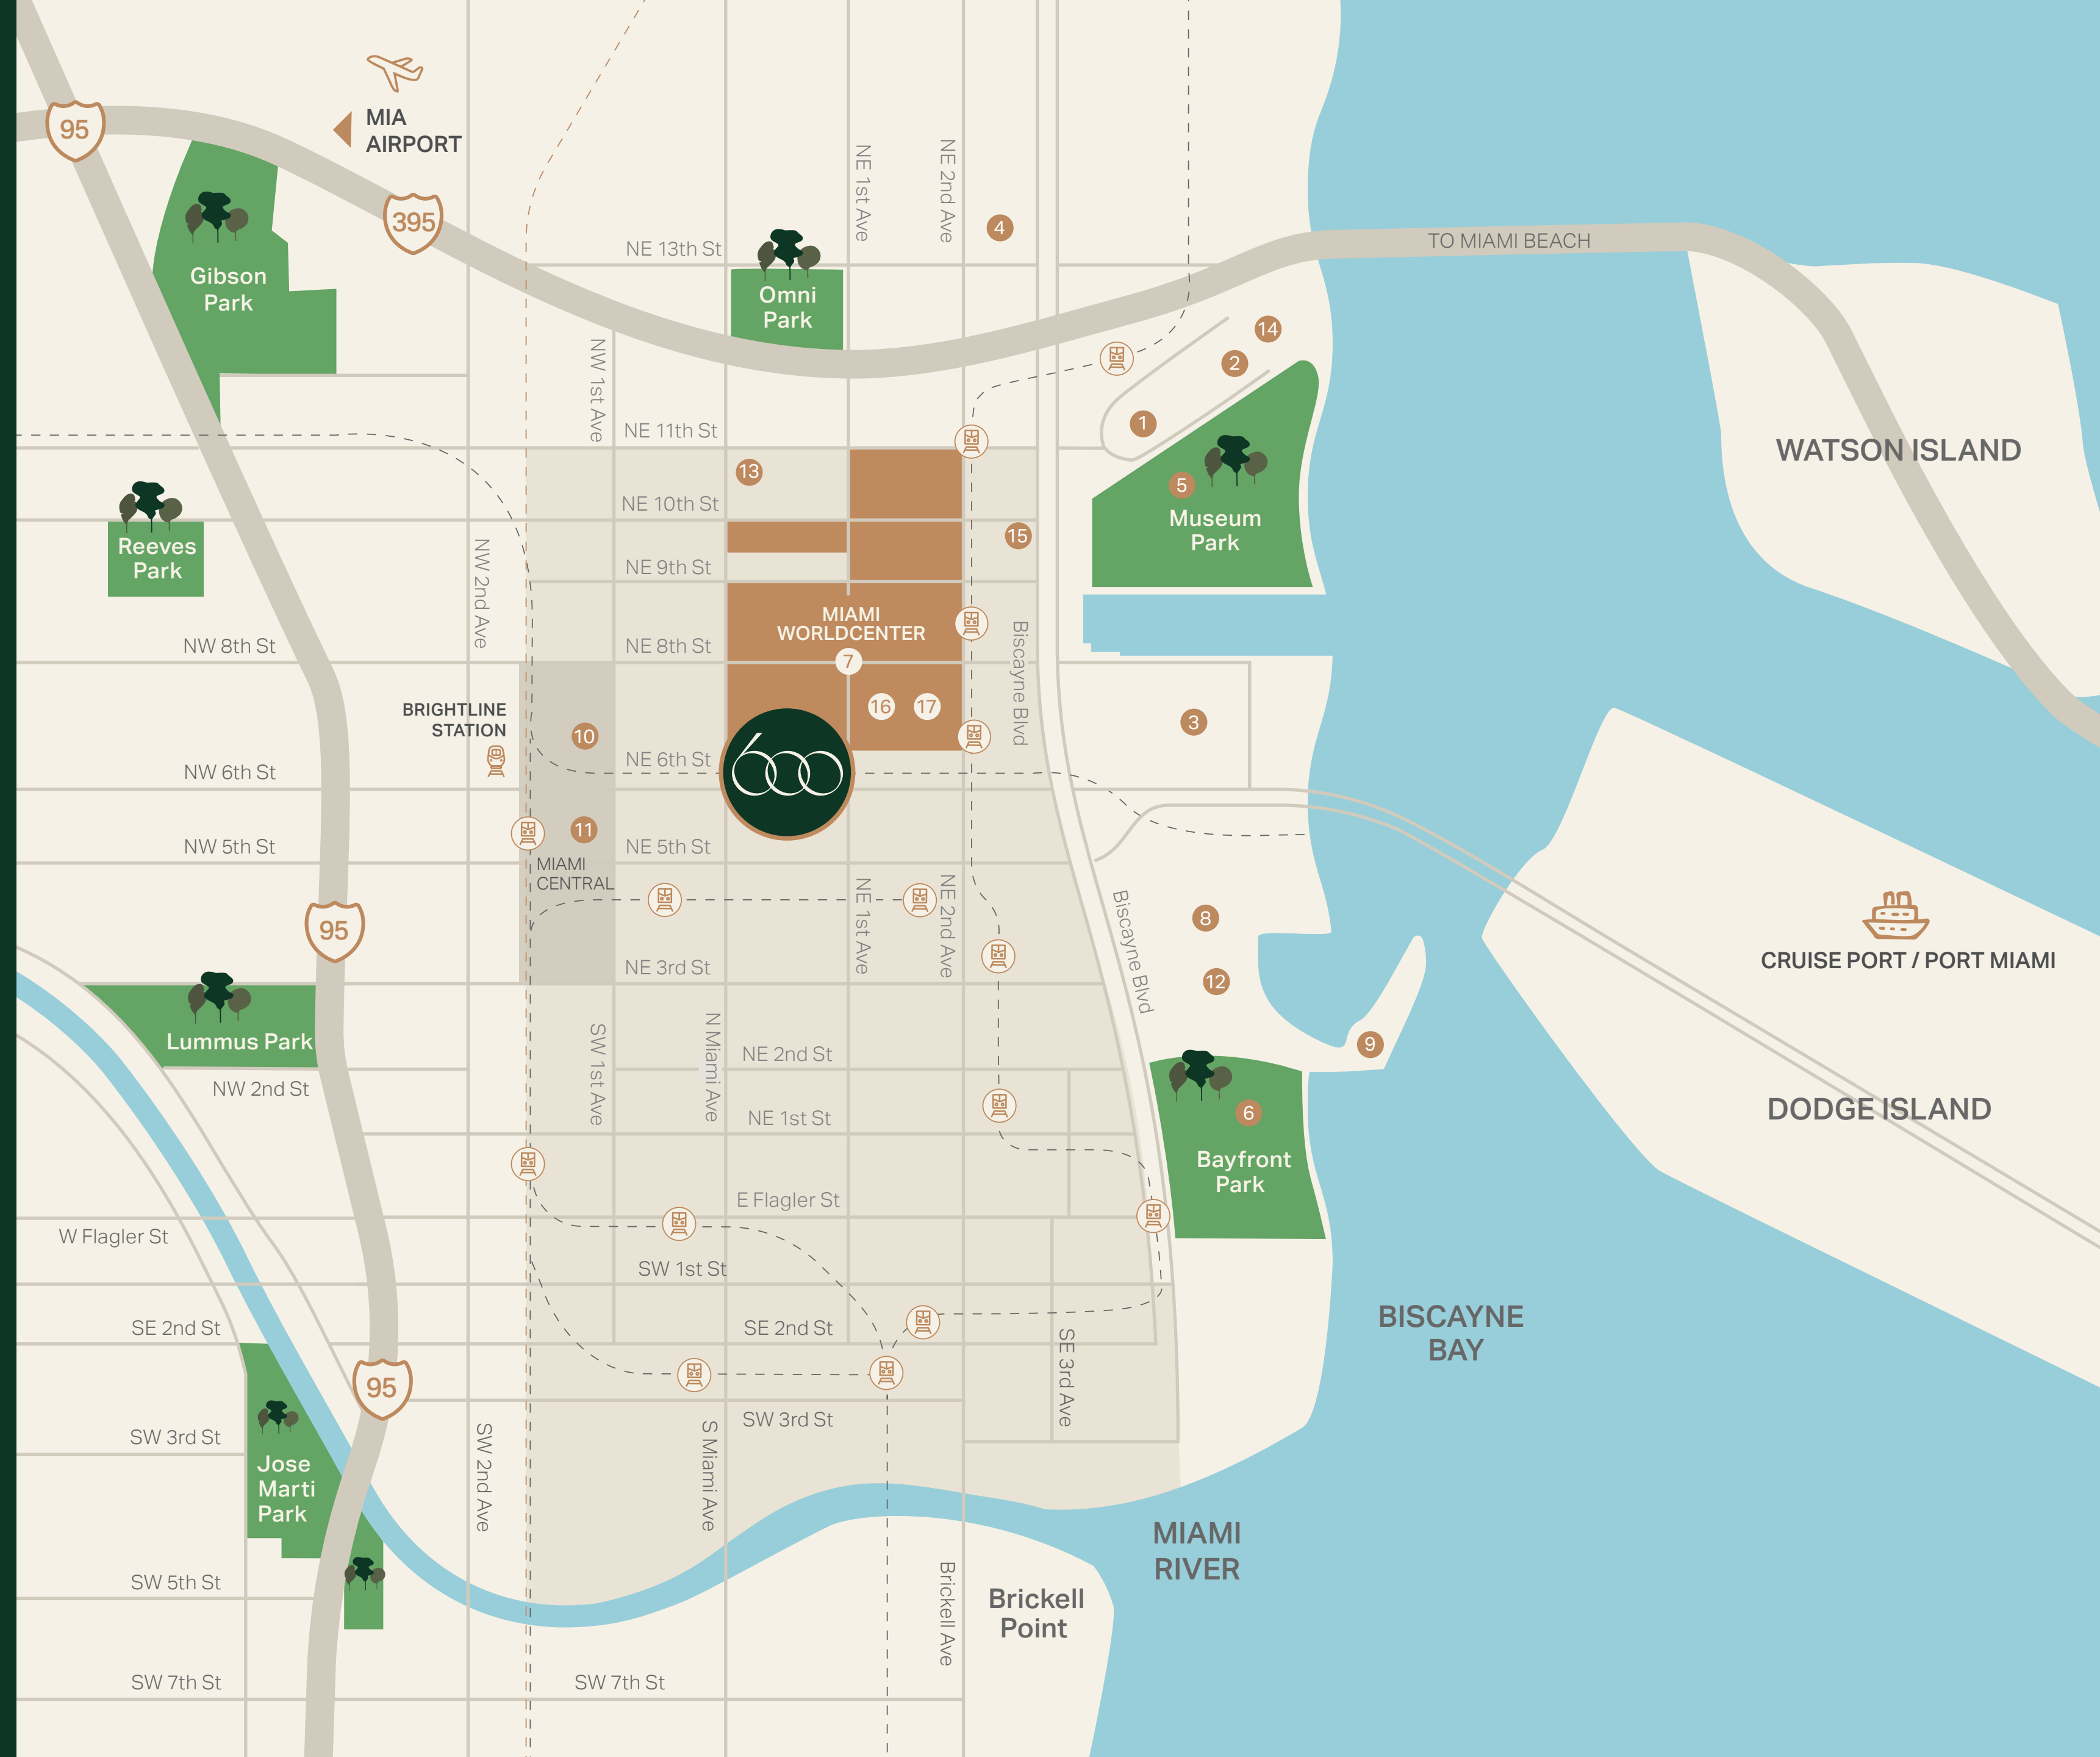 95
MIA
AIRPORT
395
NE 1st Ave
NE 2nd Ave
4
NE 13th St
TO MIAMI BEACH
Gibson
Park
Omni
Park
14
2
1
NW 1st Ave
NE 11th St
WATSON ISLAND
13
5
NE 10th St
Museum
Park
15
Reeves
Park
NE 9th St
NW 2nd Ave
MIAMI
WORLDCENTER
NW 8th St
NE 8th St
7
Biscayne Blvd
BRIGHTLINE
STATION
16
17
3
10
NE 6th St
600
NW 6th St
11
NW 5th St
NE 5th St
MIAMI
CENTRAL
NE 1st Ave
NE 2nd Ave
Biscayne Blvd
8
95
CRUISE PORT / PORT MIAMI
NE 3rd St
12
Lummus Park
9
SW 1st Ave
N Miami Ave
NE 2nd St
NW 2nd St
NE 1st St
6
DODGE ISLAND
Bayfront
Park
E Flagler St
W Flagler St
SW 1st St
SE 2nd St
SE 2nd St
BISCAYNE
BAY
SE 3rd Ave
95
SW 3rd St
SW 3rd St
SW 2nd Ave
S Miami Ave
Jose
Marti
Park
MIAMI
RIVER
SW 5th St
Brickell Ave
Brickell
Point
SW 7th St
SW 7th St